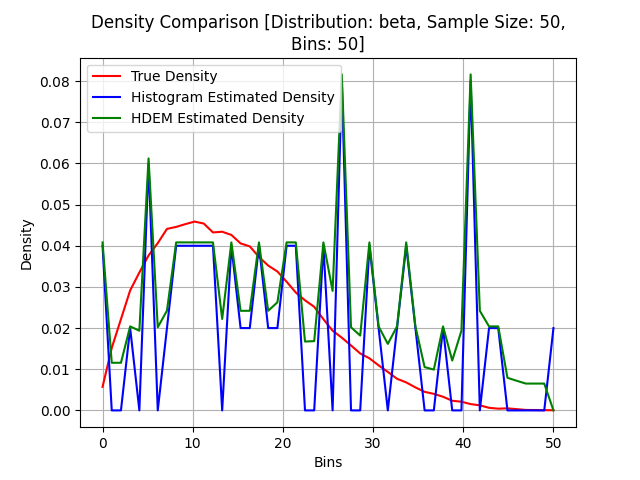 Density Comparison [Distribution: beta, Sample Size: 50,
Bins: 50]
True Density
Histogram Estimated Density
HDEM Estimated Density
Density
0.08
0.07
0.06
0.05
0.04
0.03
0.02
0.01
0.00
0 10 20 30 40 50
Bins